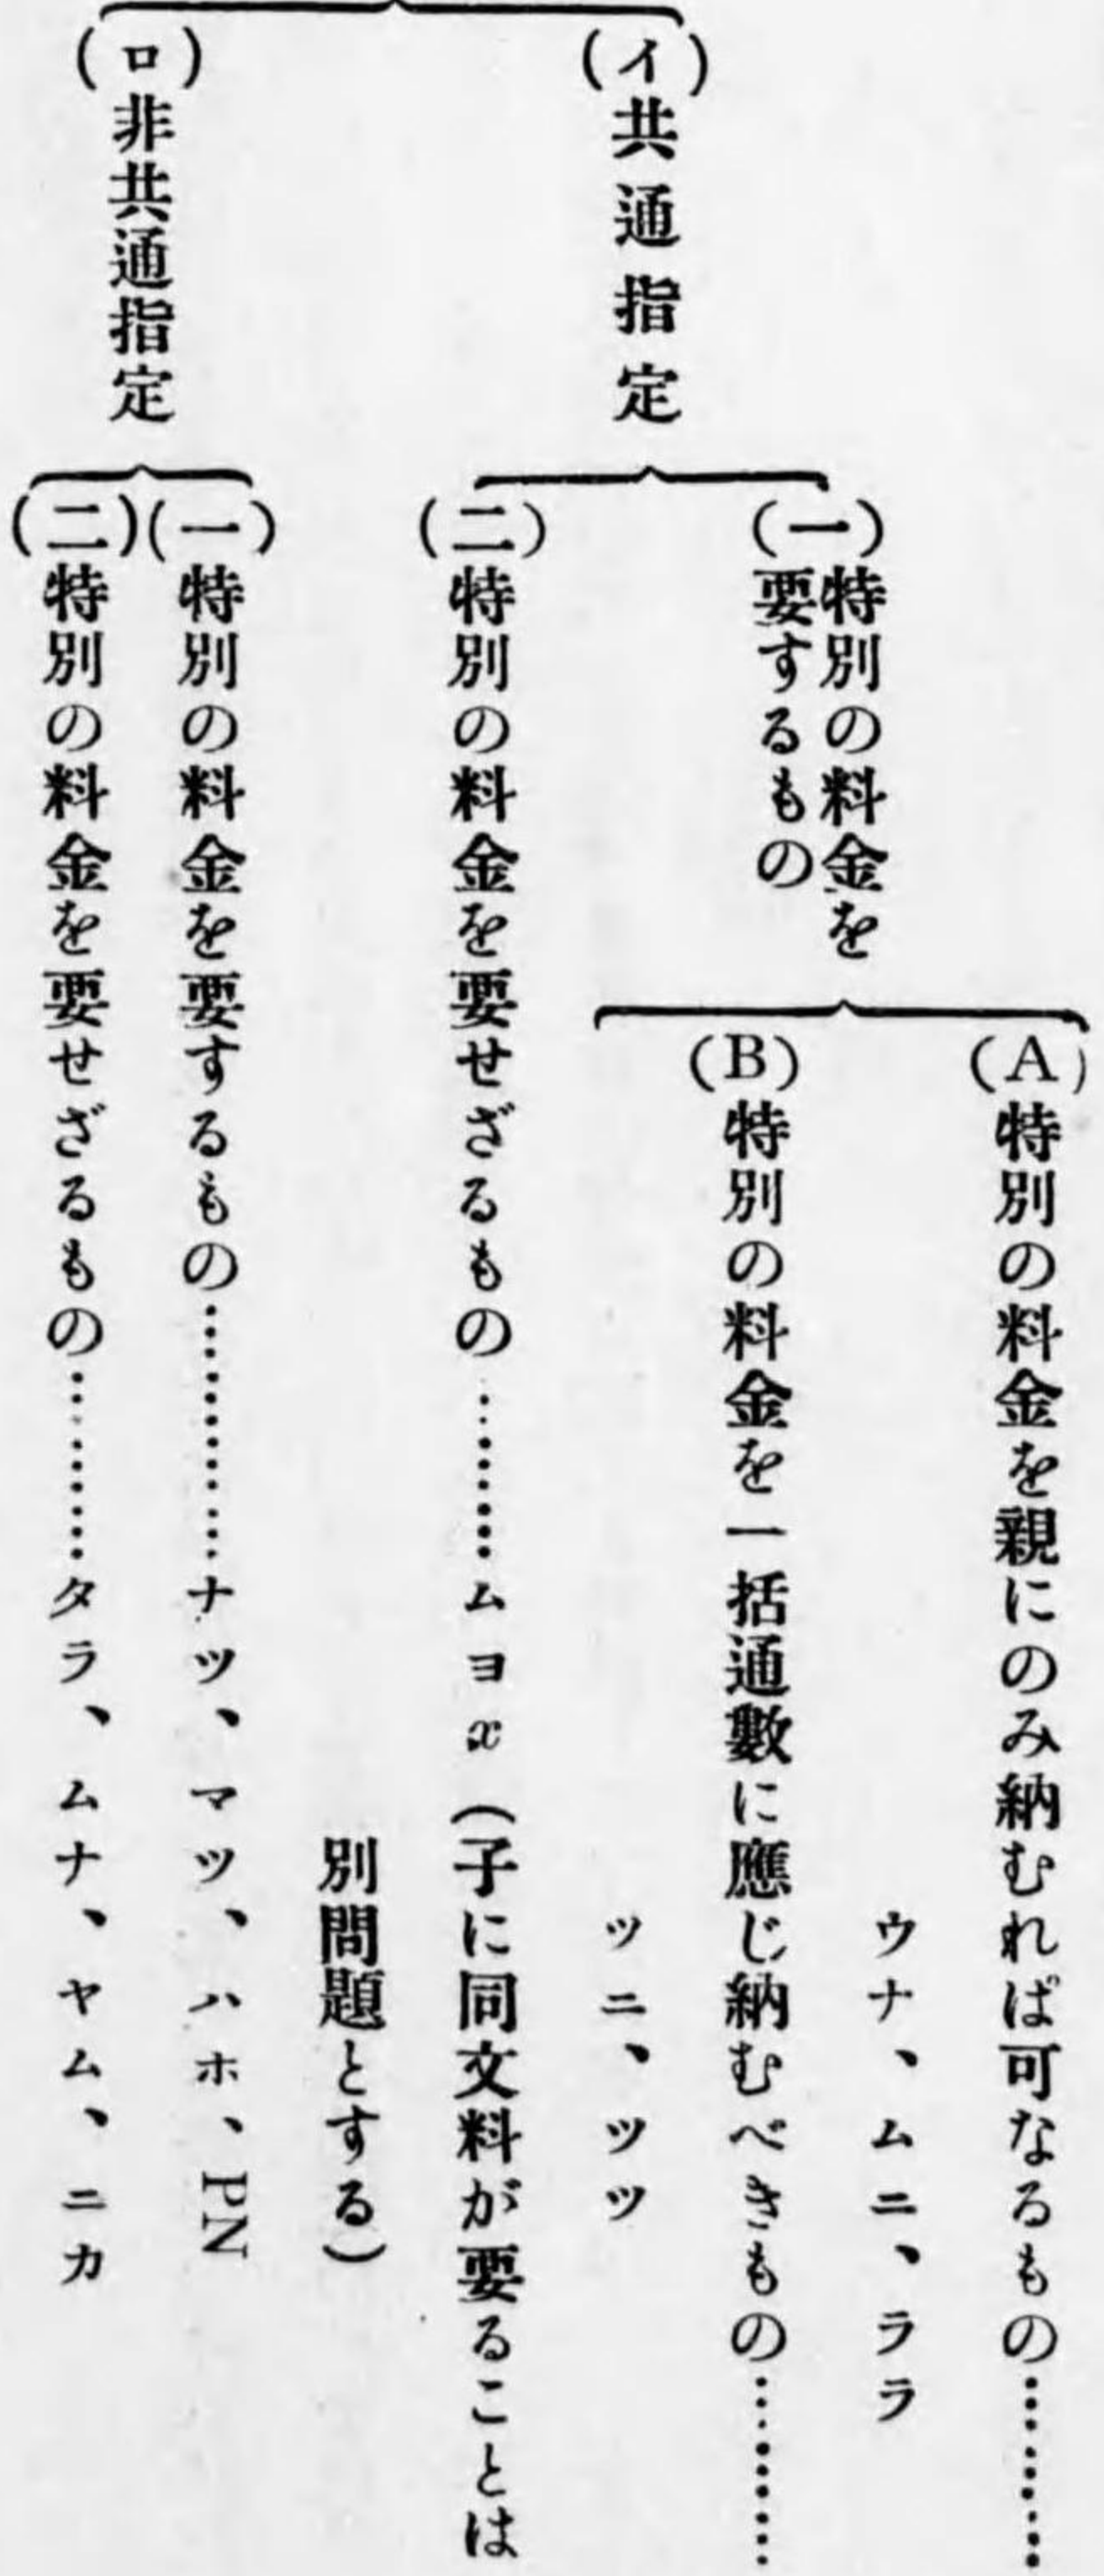 (イ)共通指定
(一)特別の料金を
要するもの
(A)特別の料金を親にのみ納むれば可なるもの…………
ウナ、ムニ、ララ
(B)特別の料金を一括通數に應じ納むべきもの…………
ツニ、ツツ
(二)特別の料金を要せざるもの…………ムヨx(子に同文料が要ることは
別問題とする)
(ロ)非共通指定
(一)特別の料金を要するもの……………ナツ、マツ、ハホ、PN
(二)特別の料金を要せざるもの…………タラ、ムナ、ヤム、ニカ